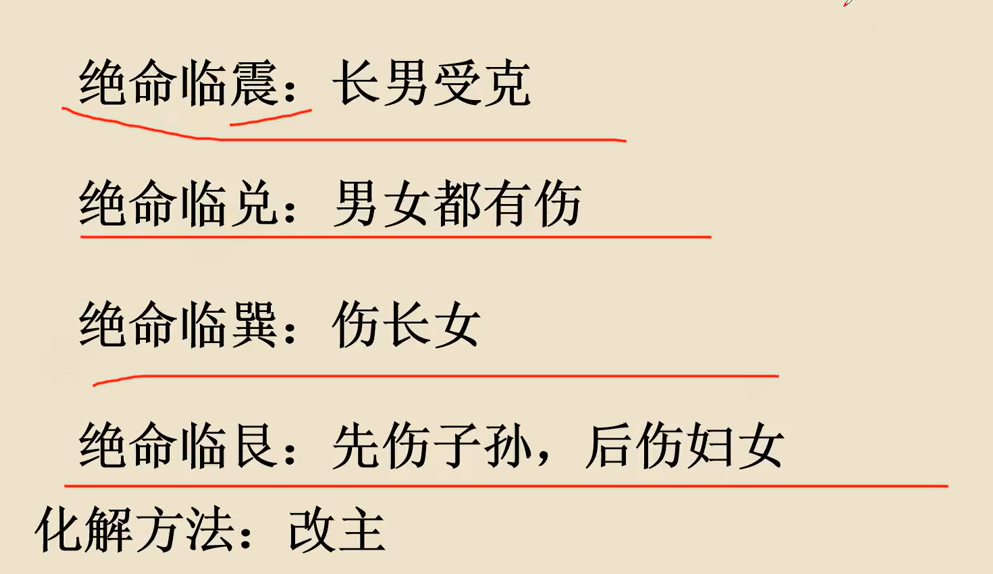 绝命临震：长男受克
绝命临兑：男女都有伤
绝命临巽：伤长女
绝命临艮：先伤子孙，后伤妇女
化解方法：改主